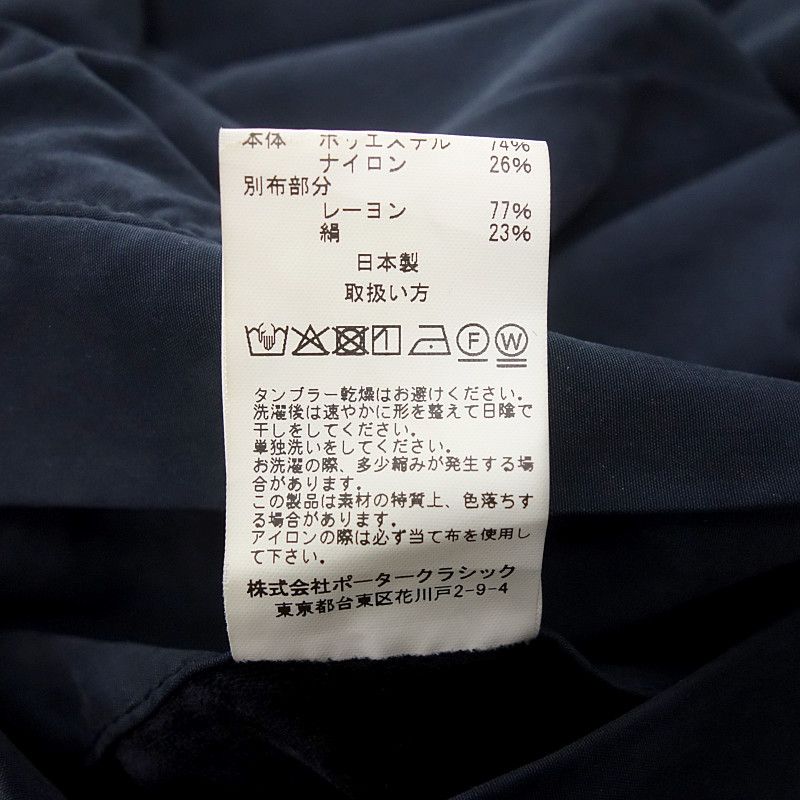 本体 ポリエステル 74%
ナイロン 26%
別布部分
レーヨン 77%
絹 23%
日本製
取扱い方
F W
タンブラー乾燥はお避けください。
洗濯後は速やかに形を整えて日陰で
干しをしてください。
単独洗いをしてください。
お洗濯の際、多少縮みが発生する場
合があります。
この製品は素材の特質上、色落ちす
る場合があります。
アイロンの際は必ず当て布を使用し
て下さい。
株式会社ポータークラシック
東京都台東区花川戸2-9-4